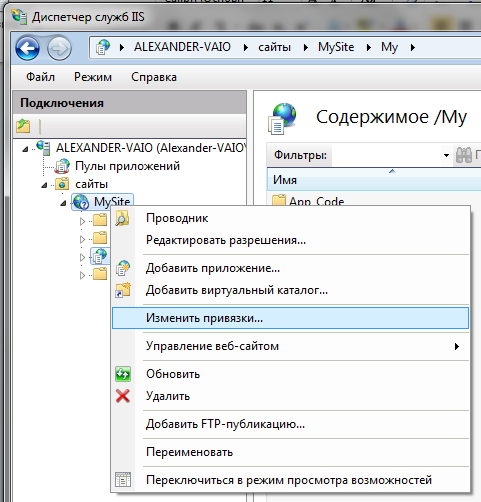 Диспетчер служб IIS
ALEXANDER-VAIO сайты MySite My
Файл Режим Справка
Подключения
Содержимое /My
ALEXANDER-VAIO (Alexander-VAIO
Пулы приложений
Фильтры:
сайты
Имя
MySite
App_Code
Проводник
Редактировать разрешения...
Добавить приложение...
Добавить виртуальный каталог...
Изменить привязки...
Управление веб-сайтом
Обновить
Удалить
Добавить FTP-публикацию...
Переименовать
Переключиться в режим просмотра возможностей